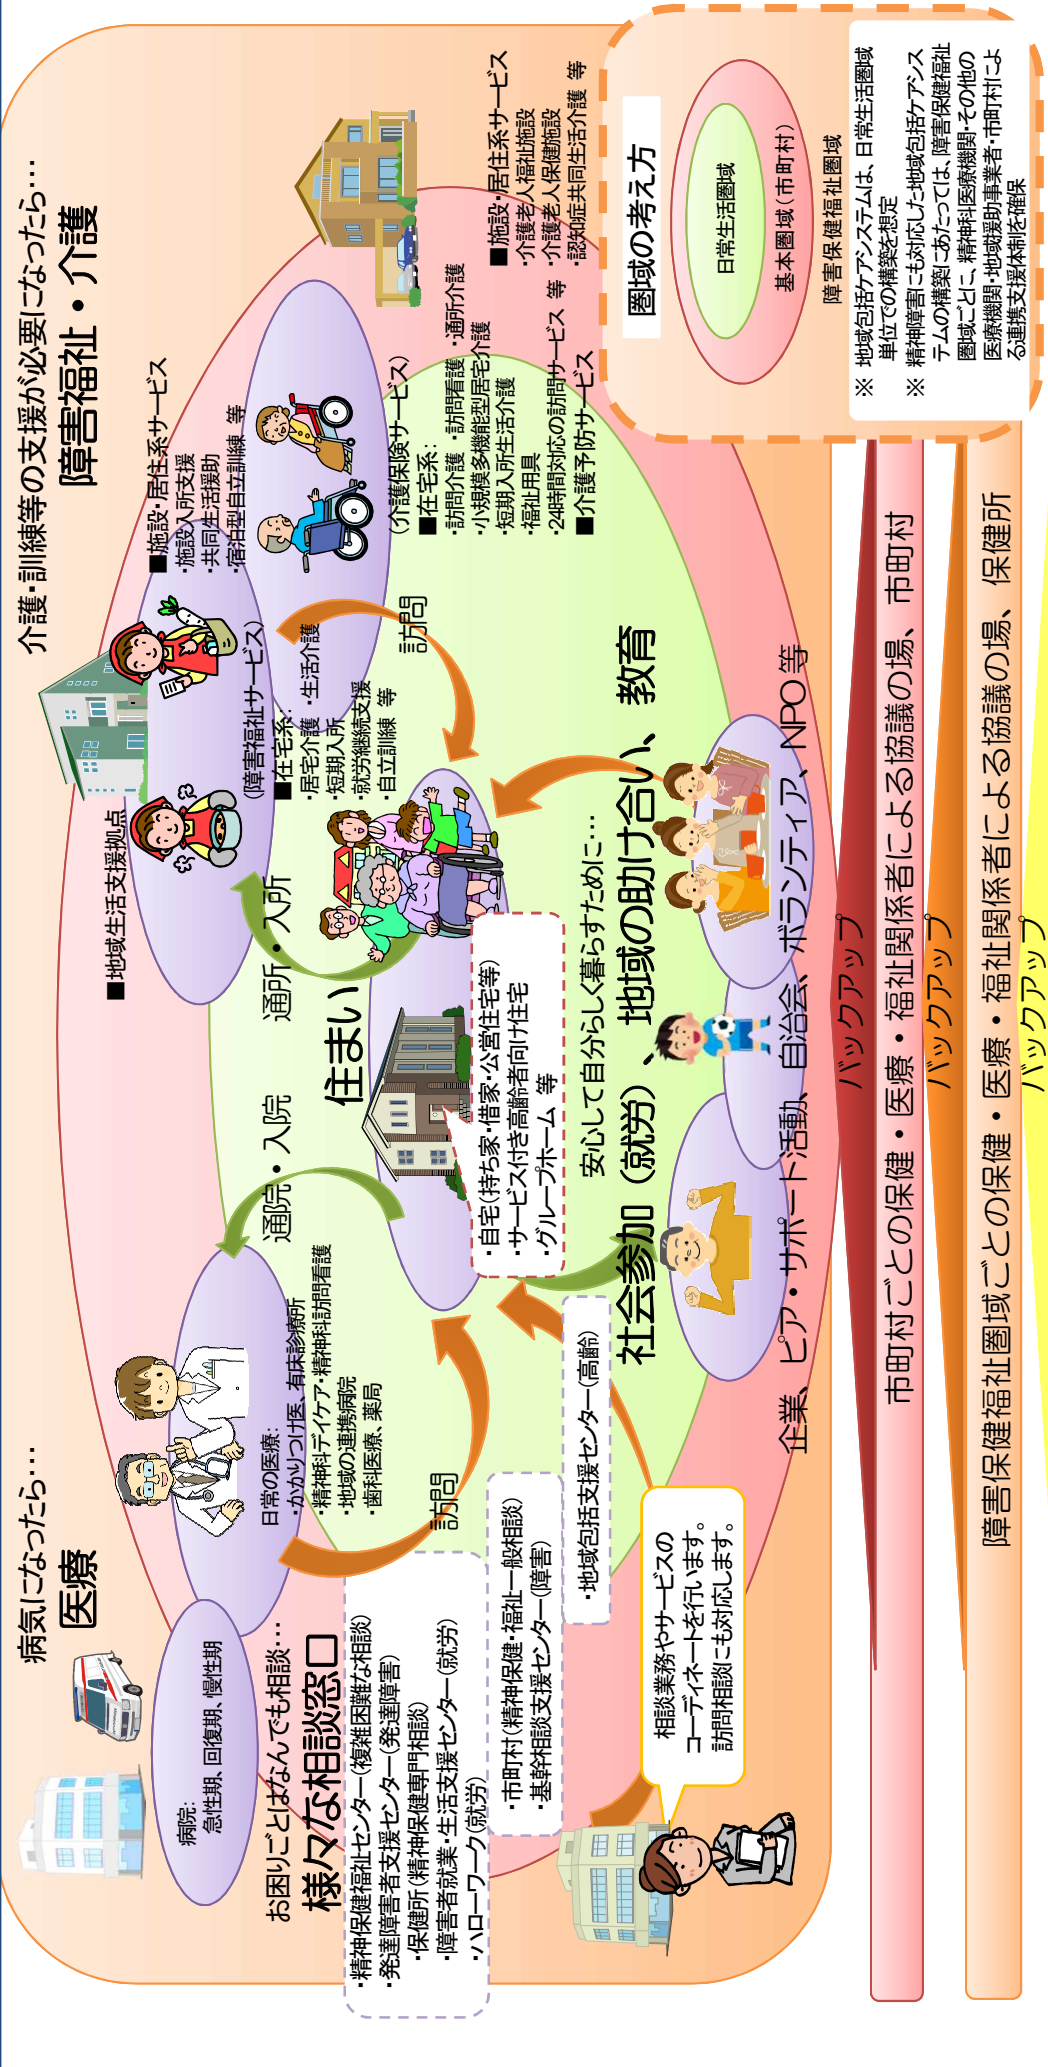 病気になったら…
医療
病院:
急性期、回復期、慢性期
日常の医療:
・かかりつけ医、有床診療所
・精神科デイケア・精神科訪問看護
・地域の連携病院
・歯科医療、薬局
通院・入院
訪問
介護・訓練等の支援が必要になったら…
障害福祉・介護
■地域生活支援拠点
通所・入所
(障害福祉サービス)
■在宅系:
・居宅介護　・生活介護
・短期入所
・就労継続支援
・自立訓練　等
■施設・居住系サービス
・施設入所支援
・共同生活援助
・宿泊型自立訓練　等
訪問
(介護保険サービス)
■在宅系:
・訪問介護　・訪問看護　・通所介護
・小規模多機能型居宅介護
・短期入所生活介護
・福祉用具
・24時間対応の訪問サービス　等
■介護予防サービス
■施設・居住系サービス
・介護老人福祉施設
・介護老人保健施設
・認知症共同生活介護　等
住まい
・自宅(持ち家・借家・公営住宅等)
・サービス付き高齢者向け住宅
・グループホーム　等
お困りごとはなんでも相談…
様々な相談窓口
・精神保健福祉センター(複雑困難な相談)
・発達障害者支援センター(発達障害)
・保健所(精神保健専門相談)
・障害者就業・生活支援センター(就労)
・ハローワーク(就労)
・市町村(精神保健・福祉一般相談)
・基幹相談支援センター(障害)
・地域包括支援センター(高齢)
相談業務やサービスの
コーディネートを行います。
訪問相談にも対応します。
安心して自分らしく暮らすために…
社会参加（就労）、地域の助け合い、教育
企業、ピア・サポート活動、自治会、ボランティア、NPO等
圏域の考え方
日常生活圏域
基本圏域(市町村)
障害保健福祉圏域
※ 地域包括ケアシステムは、日常生活圏域
単位での構築を想定
※ 精神障害にも対応した地域包括ケアシス
テムの構築にあたっては、障害保健福祉
圏域ごとに、精神科医療機関・その他の
医療機関・地域援助事業者・市町村によ
る連携支援体制を確保
バックアップ
市町村ごとの保健・医療・福祉関係者による協議の場、市町村
バックアップ
障害保健福祉圏域ごとの保健・医療・福祉関係者による協議の場、保健所
バックアップ